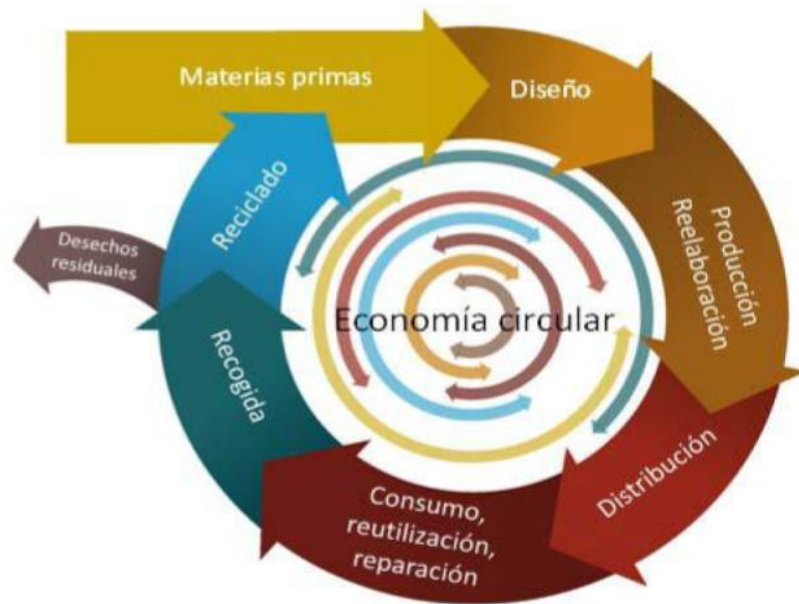 Materias primas
Diseño
Producción
Reelaboración
Distribución
Consumo,
reutilización,
reparación
Recogida
Reciclado
Desechos
residuales
Economía circular